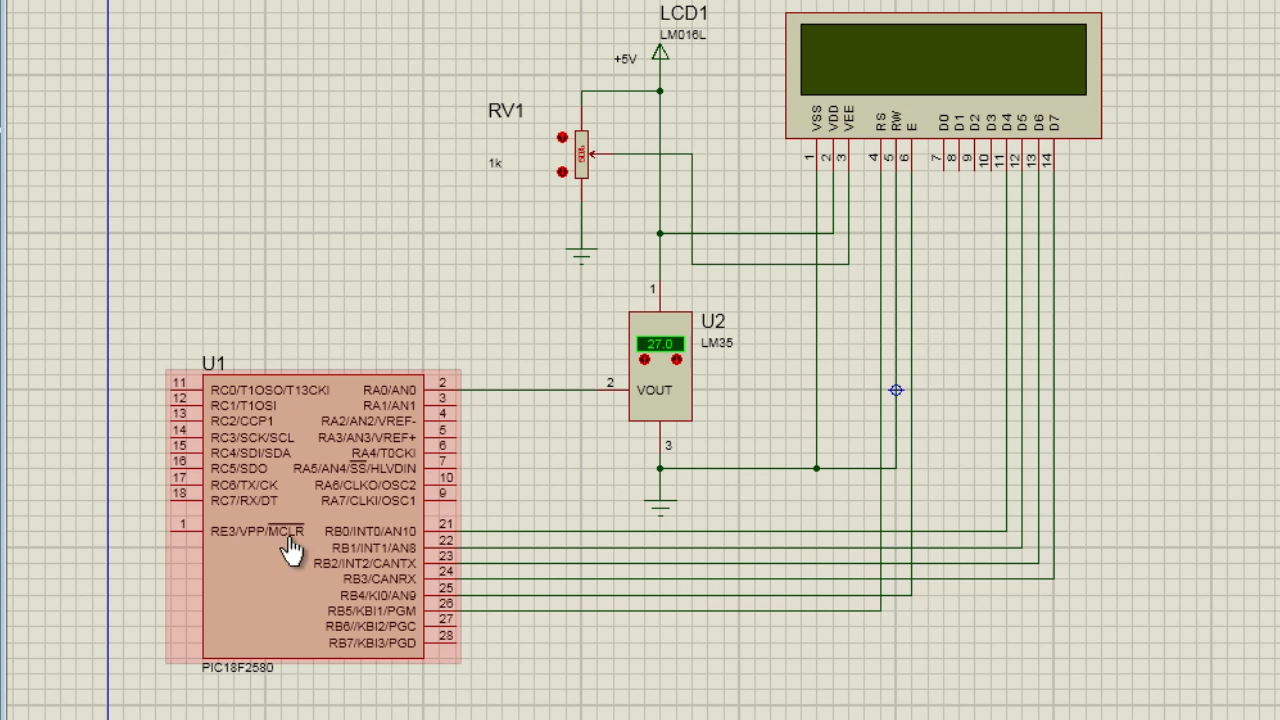 LCD1
LM016L
+5V
RV1
1k
50%
VSS
VDD
VEE
RS
RW
E
D0
D1
D2
D3
D4
D5
D6
D7
1
2
3
4
5
6
7
8
9
10
11
12
13
14
1
U2
27.0
LM35
2
VOUT
3
U1
11 RC0/T1OSO/T13CKI RA0/AN0 2
12 RC1/T1OSI RA1/AN1 3
13 RC2/CCP1 RA2/AN2/VREF- 4
14 RC3/SCK/SCL RA3/AN3/VREF+ 5
15 RC4/SDI/SDA RA4/T0CKI 6
16 RC5/SDO RA5/AN4/SS/HLVDIN 7
17 RC6/TX/CK RA6/CLKO/OSC2 10
18 RC7/RX/DT RA7/CLKI/OSC1 9
1 RE3/VPP/MCLR RB0/INT0/AN10 21
RB1/INT1/AN8 22
RB2/INT2/CANTX 23
RB3/CANRX 24
RB4/KI0/AN9 25
RB5/KBI1/PGM 26
RB6//KBI2/PGC 27
RB7/KBI3/PGD 28
PIC18F2580